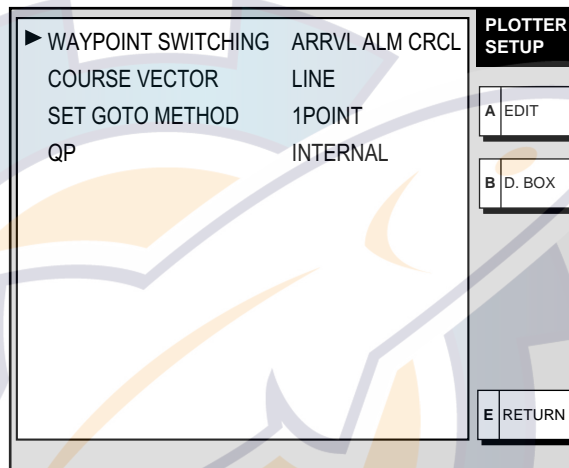 WAYPOINT SWITCHING ARRVL ALM CRCL
COURSE VECTOR LINE
SET GOTO METHOD 1POINT
QP INTERNAL
PLOTTER
SETUP
A EDIT
B D. BOX
E RETURN